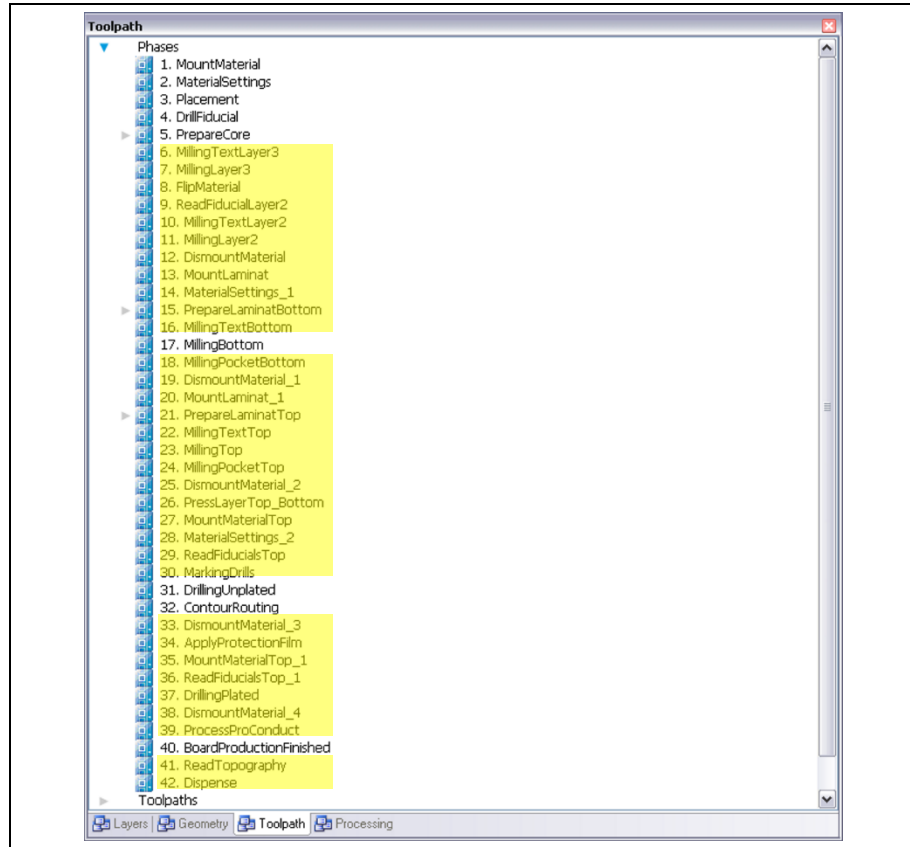 Toolpath
Phases
1. MountMaterial
2. MaterialSettings
3. Placement
4. DrillFiducial
5. PrepareCore
6. MillingTextLayer3
7. MillingLayer3
8. FlipMaterial
9. ReadFiducialLayer2
10. MillingTextLayer2
11. MillingLayer2
12. DismountMaterial
13. MountLaminat
14. MaterialSettings_1
15. PrepareLaminatBottom
16. MillingTextBottom
17. MillingBottom
18. MillingPocketBottom
19. DismountMaterial_1
20. MountLaminat_1
21. PrepareLaminatTop
22. MillingTextTop
23. MillingTop
24. MillingPocketTop
25. DismountMaterial_2
26. PressLayerTop_Bottom
27. MountMaterialTop
28. MaterialSettings_2
29. ReadFiducialsTop
30. MarkingDrills
31. DrillingUnplated
32. ContourRouting
33. DismountMaterial_3
34. ApplyProtectionFilm
35. MountMaterialTop_1
36. ReadFiducialsTop_1
37. DrillingPlated
38. DismountMaterial_4
39. ProcessProConduct
40. BoardProductionFinished
41. ReadTopography
42. Dispense
Toolpaths
Layers Geometry Toolpath Processing